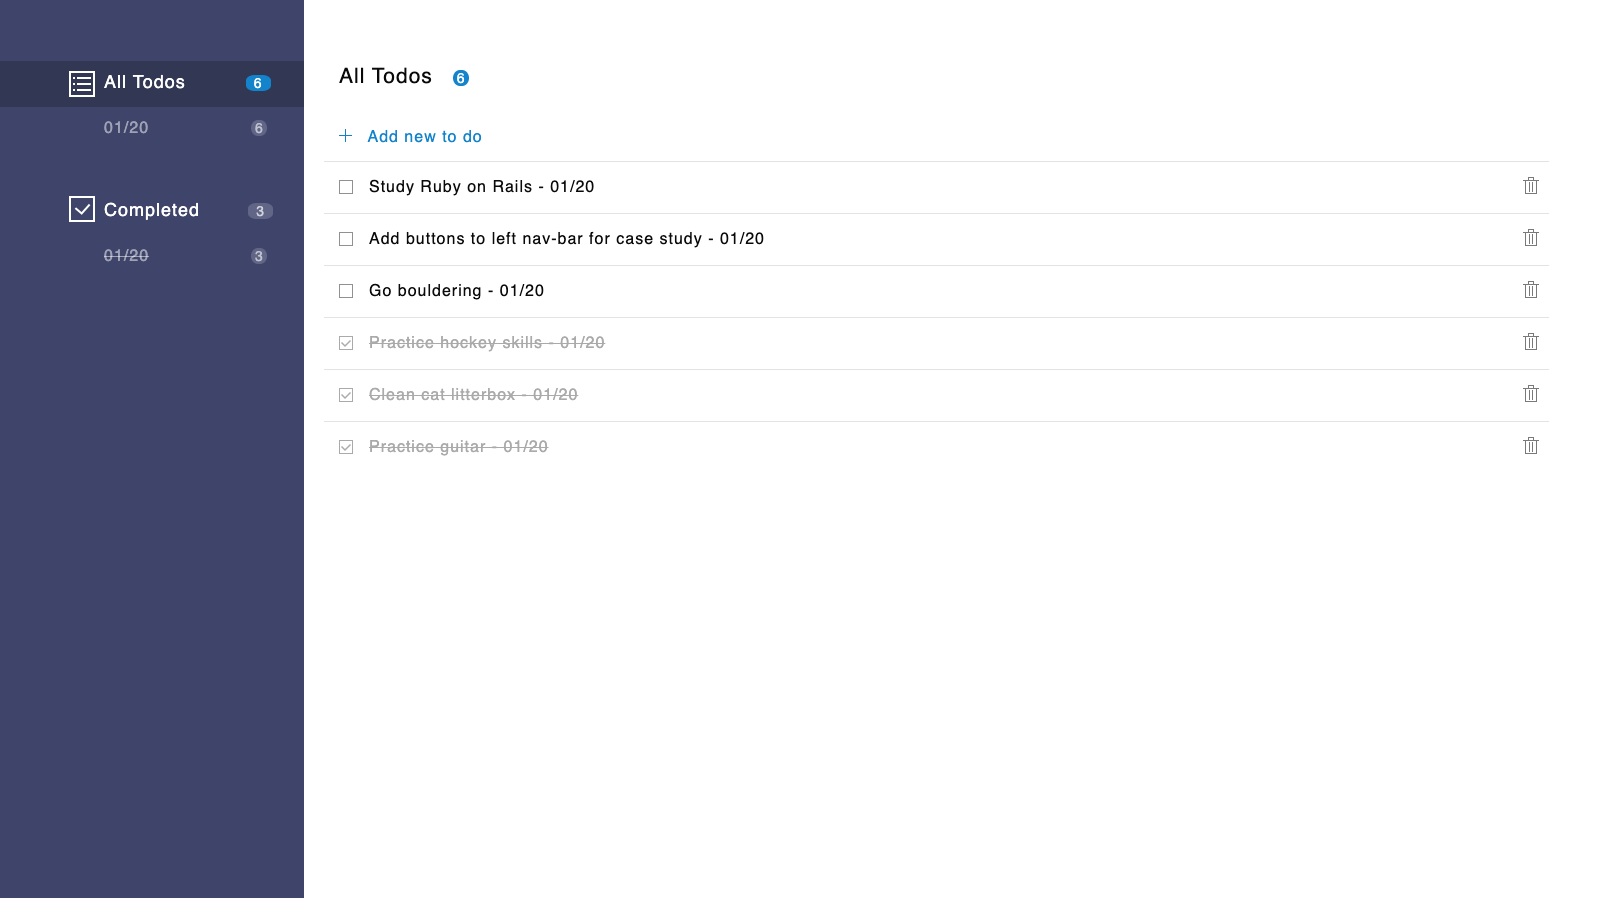 All Todos 6
01/20 6
Completed 3
01/20 3
All Todos 6
Add new to do
Study Ruby on Rails - 01/20
Add buttons to left nav-bar for case study - 01/20
Go bouldering - 01/20
Practice hockey skills - 01/20
Clean cat litterbox - 01/20
Practice guitar - 01/20